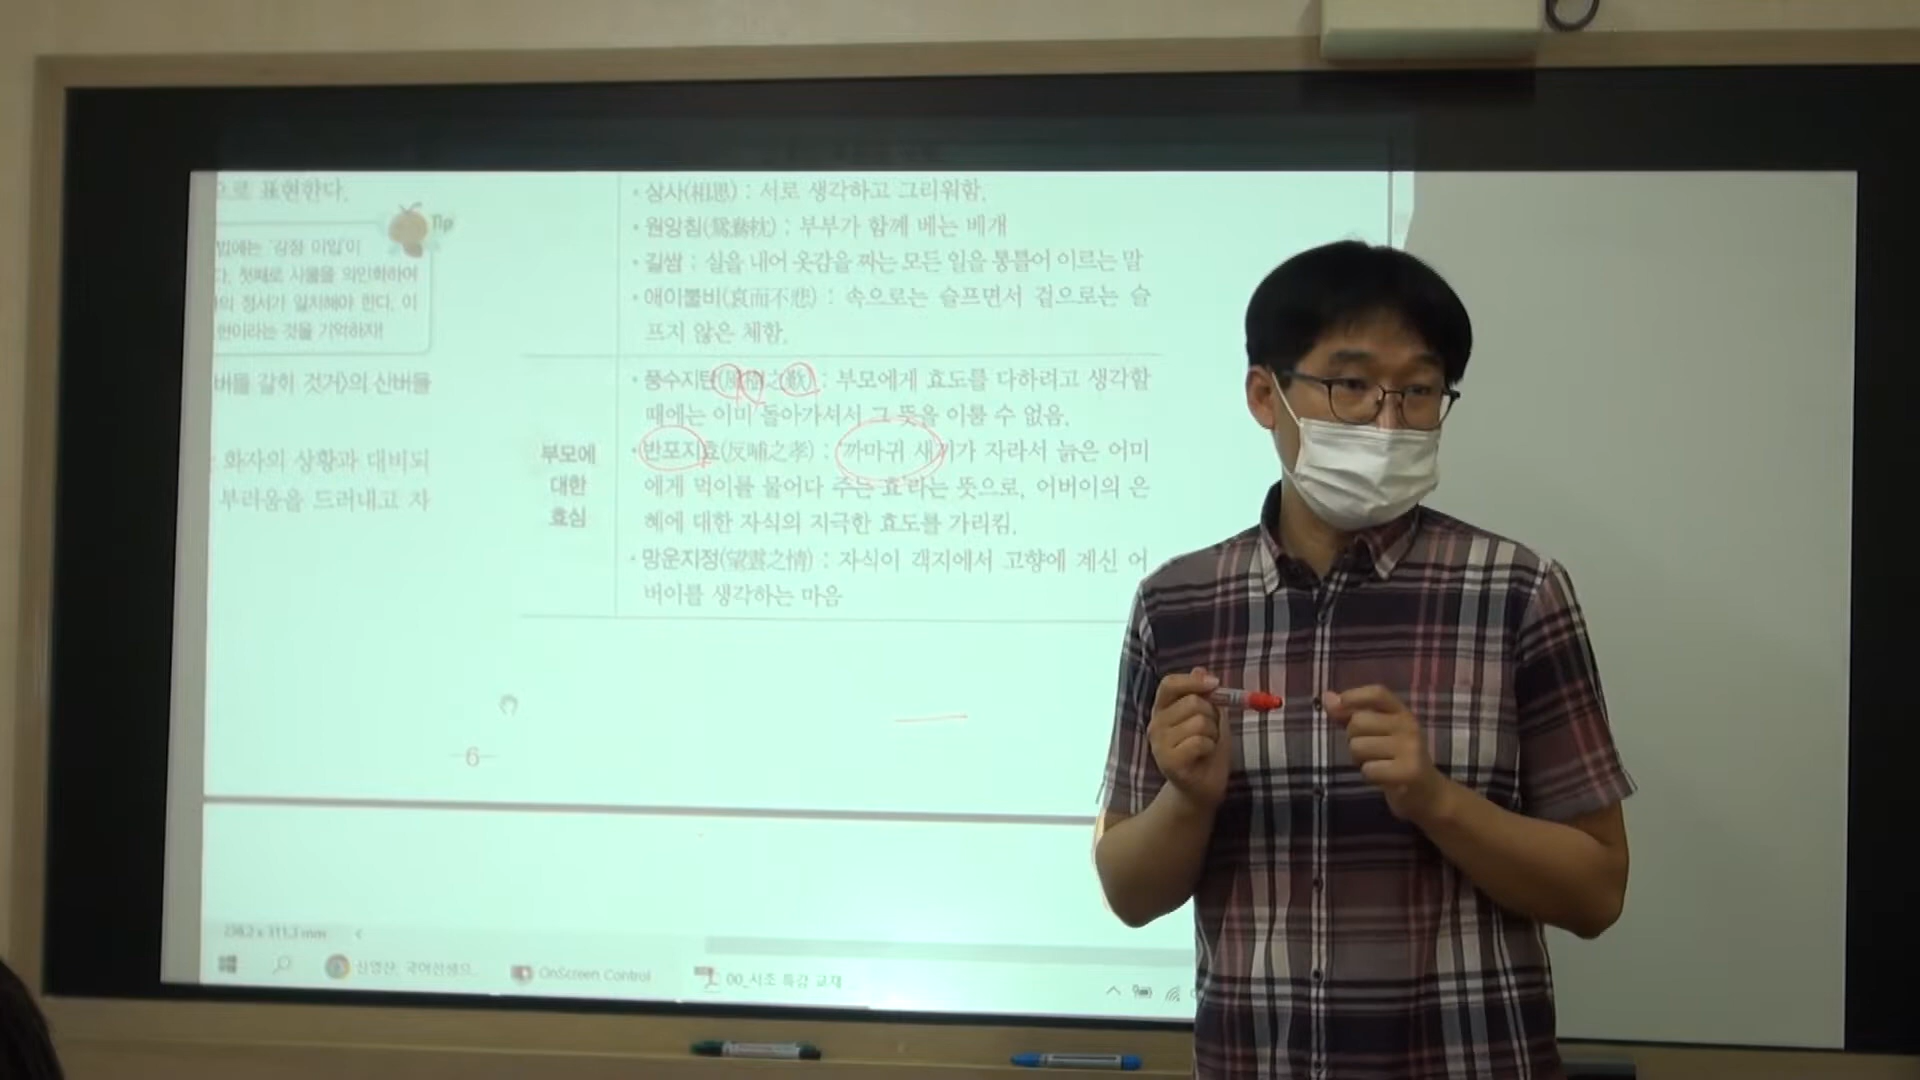 으로 표현한다.
Tip
법에는 '감정 이입'이
다. 첫째로 사물을 의인화하여
의 정서가 일치해야 한다. 이
현이라는 것을 기억하자!
버들 갈히 것거>의 산버들
화자의 상황과 대비되
부러움을 드러내고 자
• 상사(相思) : 서로 생각하고 그리워함.
• 원앙침(鴛鴦枕) : 부부가 함께 베는 베개
• 길쌈 : 실을 내어 옷감을 짜는 모든 일을 통틀어 이르는 말
• 애이불비(哀而不悲) : 속으로는 슬프면서 겉으로는 슬
프지 않은 체함.
부모에
대한
효심
• 풍수지탄(風樹之歎) : 부모에게 효도를 다하려고 생각할
때에는 이미 돌아가셔서 그 뜻을 이룰 수 없음.
• 반포지효(反哺之孝) : '까마귀 새끼가 자라서 늙은 어미
에게 먹이를 물어다 주는 효'라는 뜻으로, 어버이의 은
혜에 대한 자식의 지극한 효도를 가리킴.
• 망운지정(望雲之情) : 자식이 객지에서 고향에 계신 어
버이를 생각하는 마음
6
OnScreen Control
00_시조 특강 교재